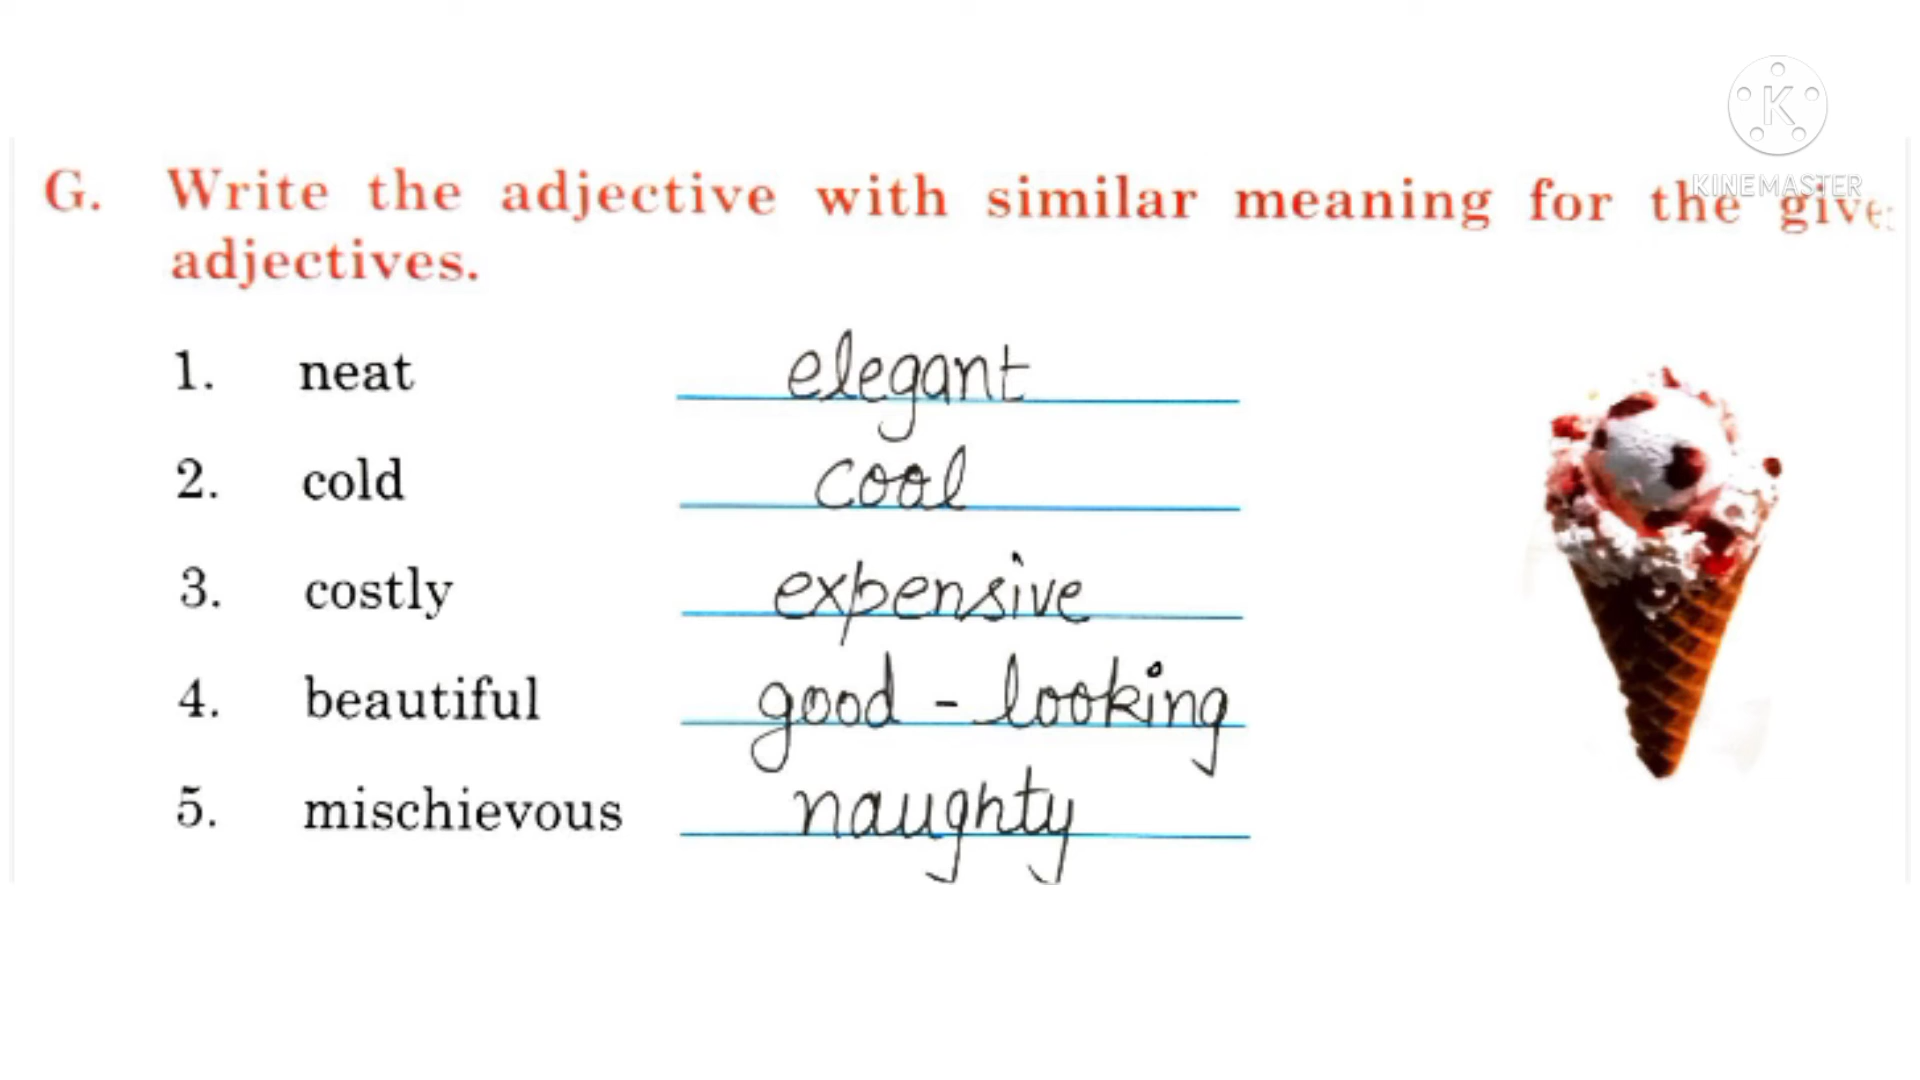 K
KINEMASTER
G. Write the adjective with similar meaning for the give
adjectives.
1. neat elegant
2. cold cool
3. costly expensive
4. beautiful good - looking
5. mischievous naughty